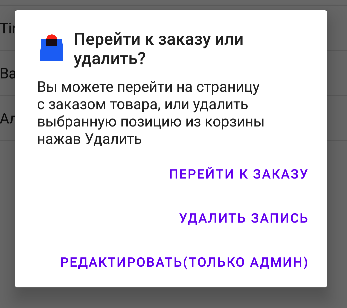 Перейти к заказу или
удалить?
Вы можете перейти на страницу
с заказом товара, или удалить
выбранную позицию из корзины
нажав Удалить
ПЕРЕЙТИ К ЗАКАЗУ
УДАЛИТЬ ЗАПИСЬ
РЕДАКТИРОВАТЬ(ТОЛЬКО АДМИН)